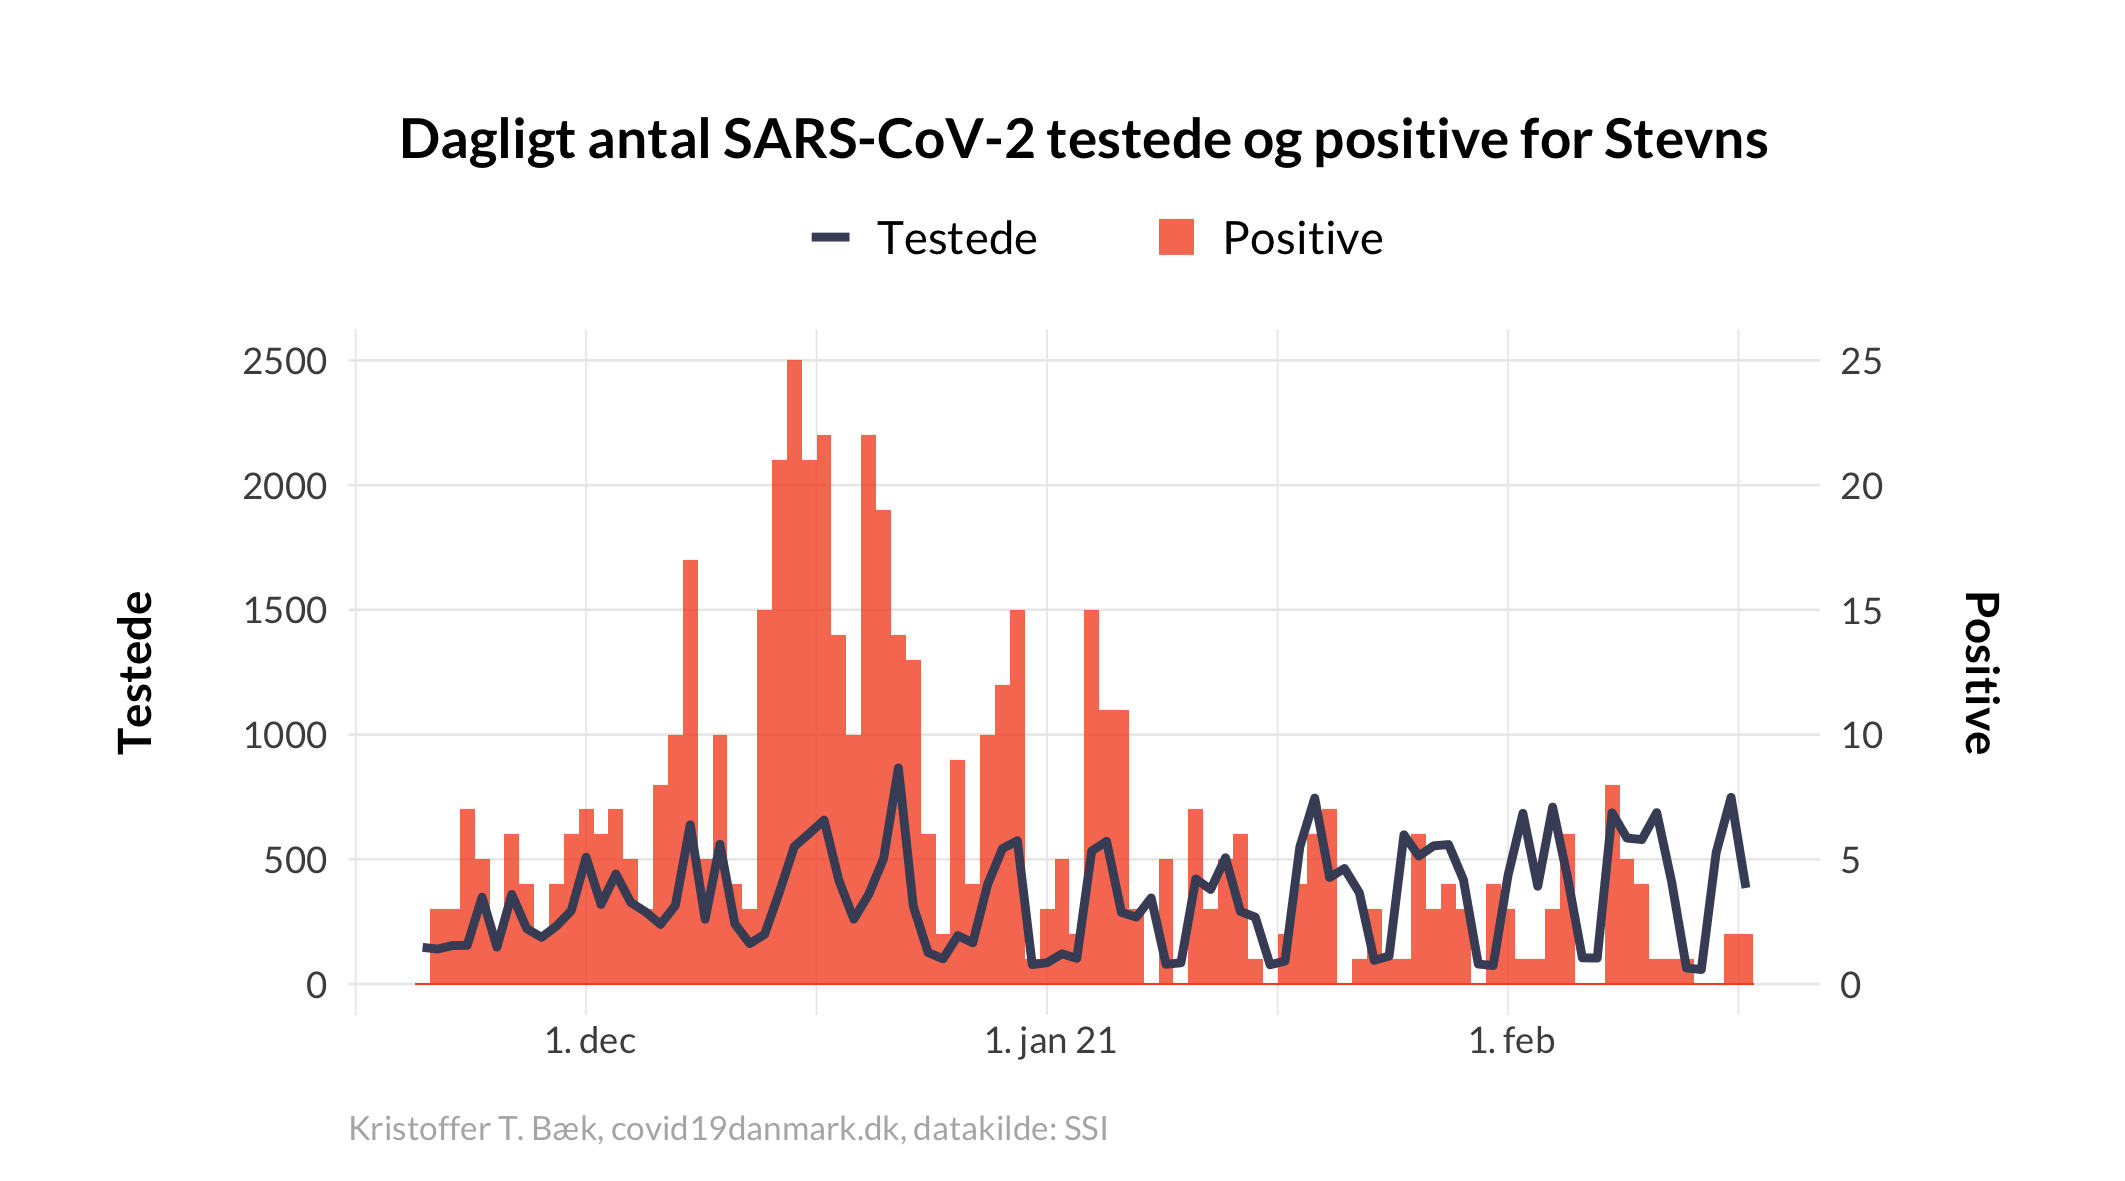 Dagligt antal SARS-CoV-2 testede og positive for Stevns
Testede Positive
2500 25
2000 20
1500 15
1000 10
500 5
0 0
Testede
Positive
1. dec 1. jan 21 1. feb
Kristoffer T. Bæk, covid19danmark.dk, datakilde: SSI